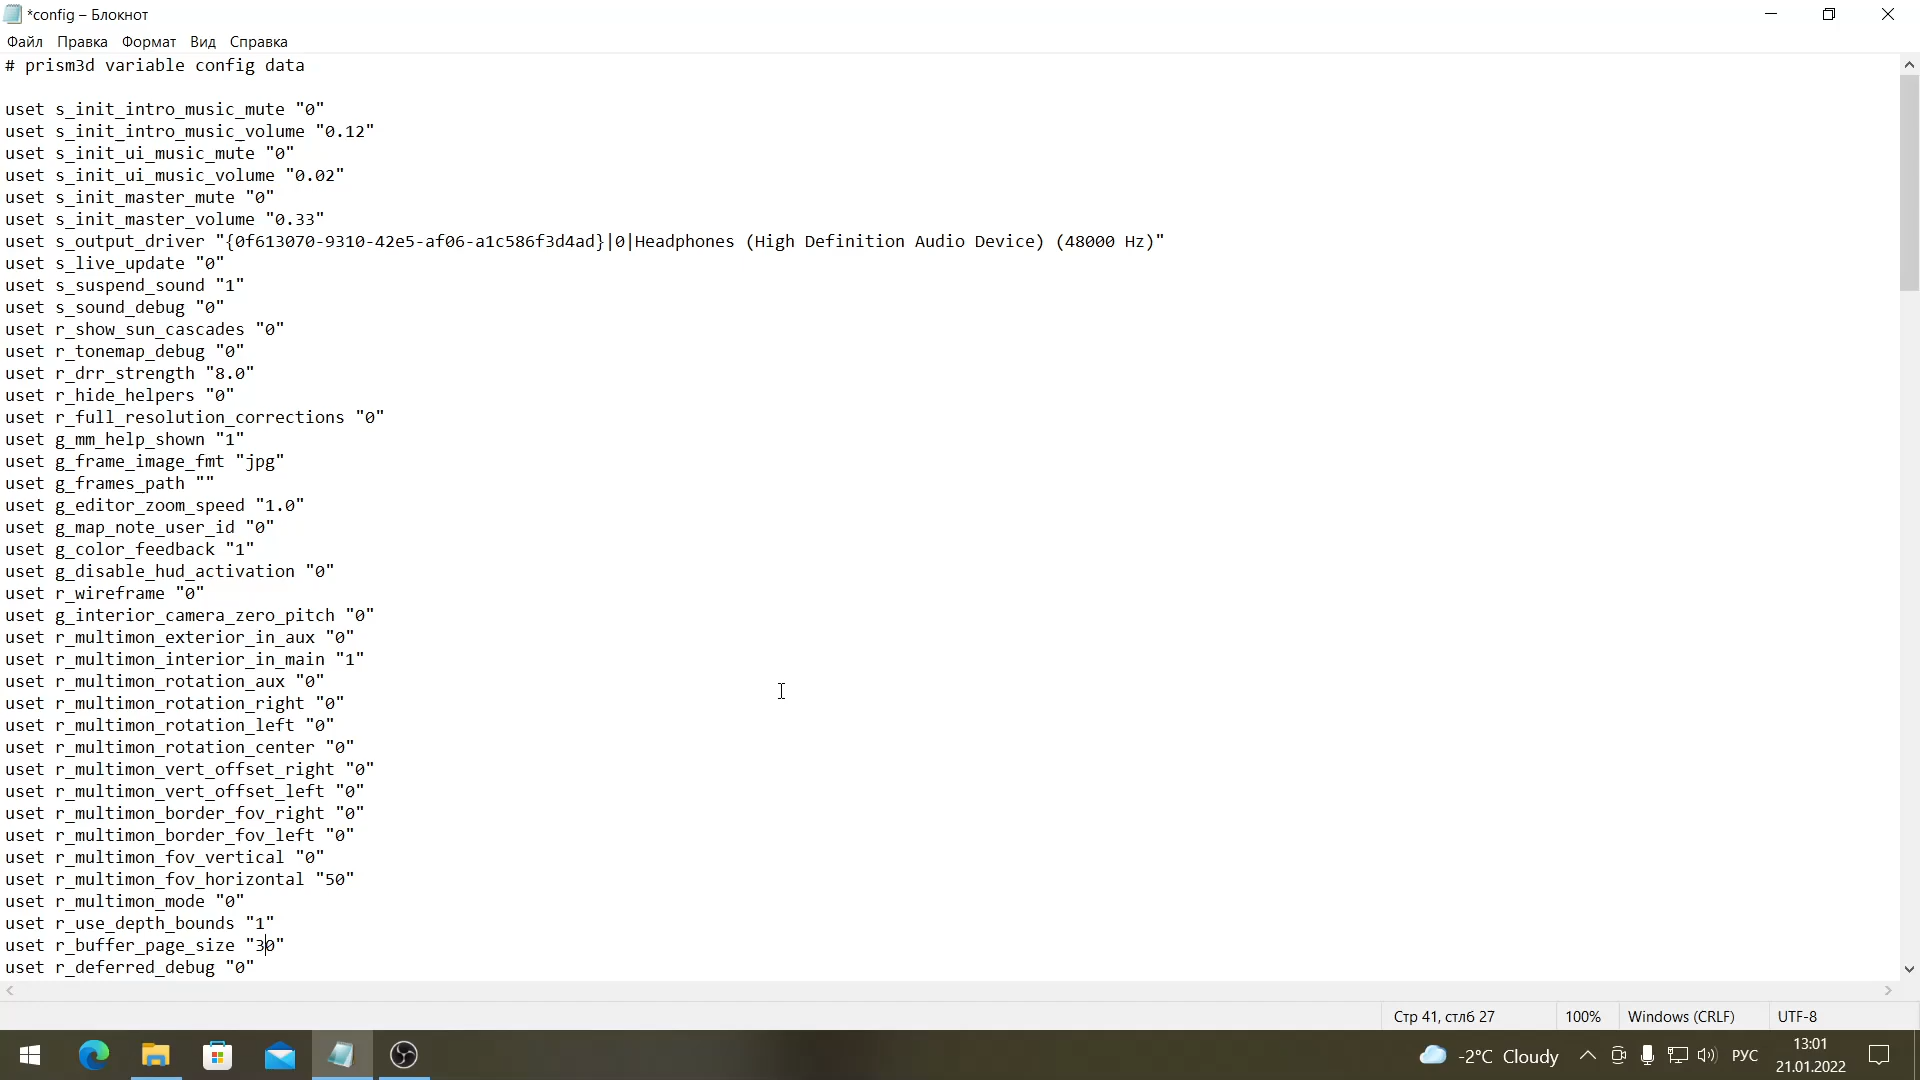 *config – Блокнот
Файл Правка Формат Вид Справка
# prism3d variable config data
uset s_init_intro_music_mute "0"
uset s_init_intro_music_volume "0.12"
uset s_init_ui_music_mute "0"
uset s_init_ui_music_volume "0.02"
uset s_init_master_mute "0"
uset s_init_master_volume "0.33"
uset s_output_driver "{0f613070-9310-42e5-af06-a1c586f3d4ad}|0|Headphones (High Definition Audio Device) (48000 Hz)"
uset s_live_update "0"
uset s_suspend_sound "1"
uset s_sound_debug "0"
uset r_show_sun_cascades "0"
uset r_tonemap_debug "0"
uset r_drr_strength "8.0"
uset r_hide_helpers "0"
uset r_full_resolution_corrections "0"
uset g_mm_help_shown "1"
uset g_frame_image_fmt "jpg"
uset g_frames_path ""
uset g_editor_zoom_speed "1.0"
uset g_map_note_user_id "0"
uset g_color_feedback "1"
uset g_disable_hud_activation "0"
uset r_wireframe "0"
uset g_interior_camera_zero_pitch "0"
uset r_multimon_exterior_in_aux "0"
uset r_multimon_interior_in_main "1"
uset r_multimon_rotation_aux "0"
uset r_multimon_rotation_right "0"
uset r_multimon_rotation_left "0"
uset r_multimon_rotation_center "0"
uset r_multimon_vert_offset_right "0"
uset r_multimon_vert_offset_left "0"
uset r_multimon_border_fov_right "0"
uset r_multimon_border_fov_left "0"
uset r_multimon_fov_vertical "0"
uset r_multimon_fov_horizontal "50"
uset r_multimon_mode "0"
uset r_use_depth_bounds "1"
uset r_buffer_page_size "30"
uset r_deferred_debug "0"
Стр 41, стлб 27 100% Windows (CRLF) UTF-8
-2°C Cloudy РУС 13:01
21.01.2022